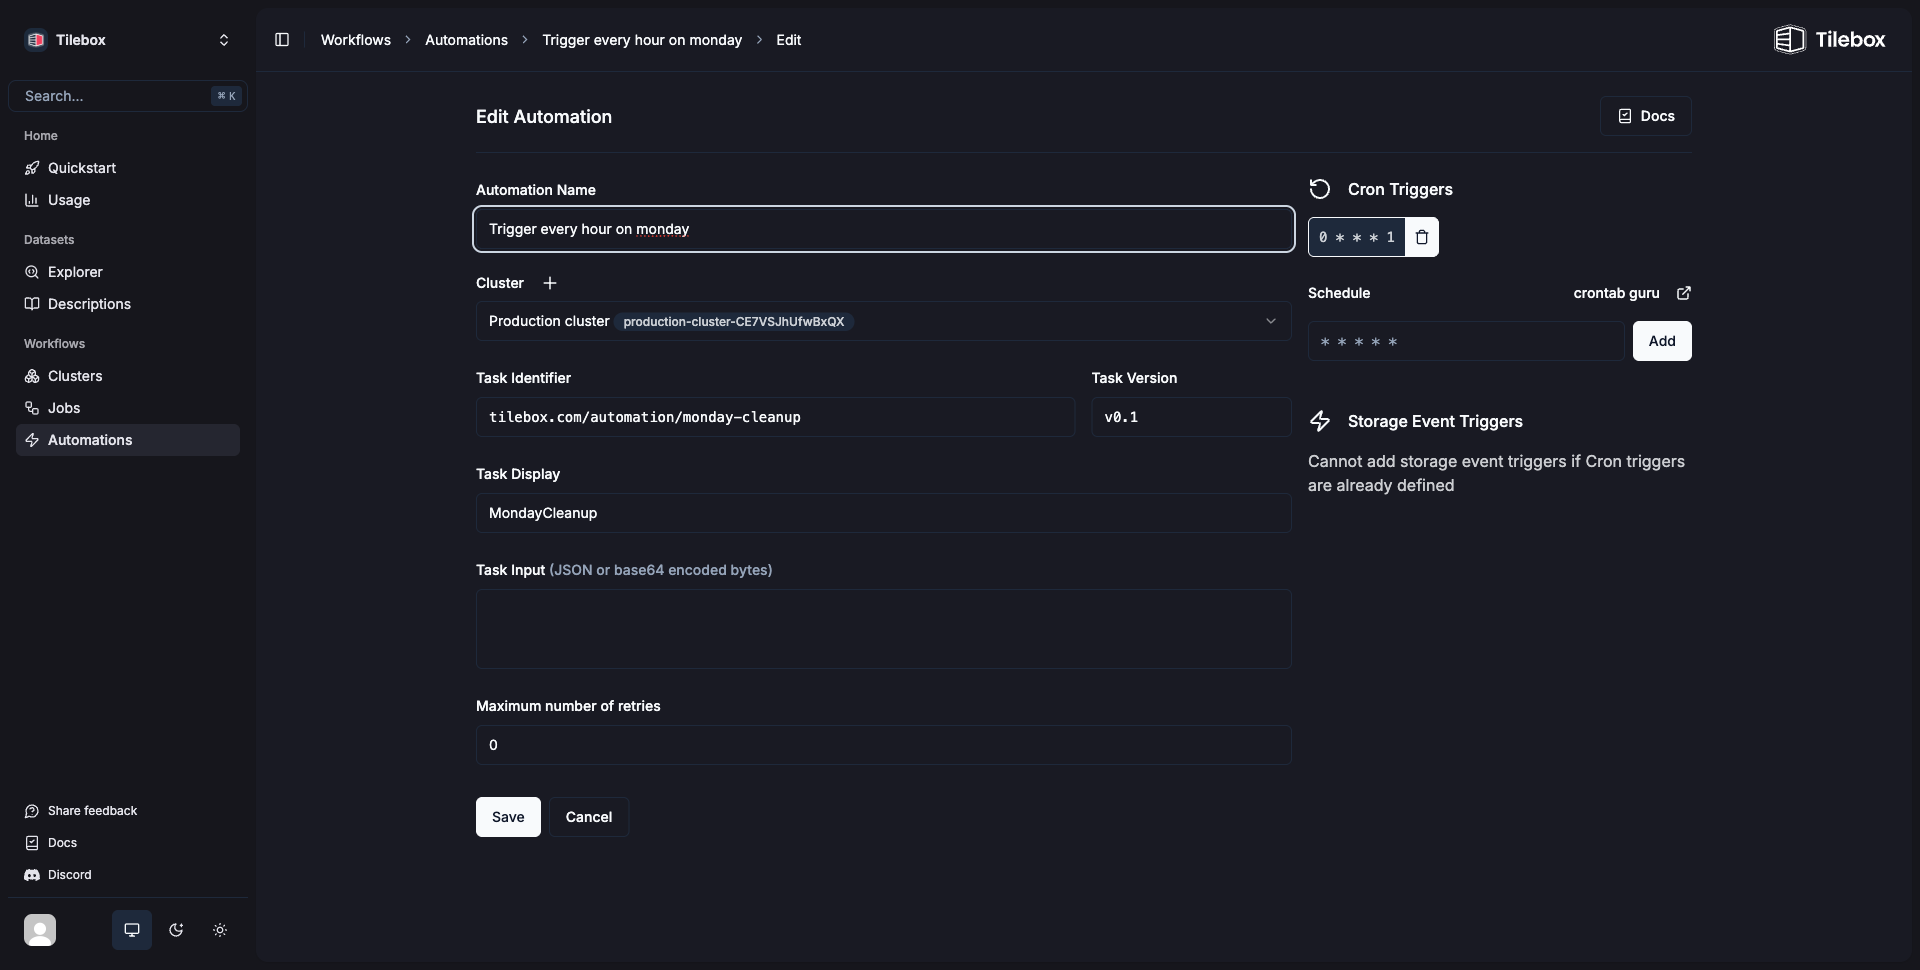 Tilebox
Search...
⌘ K
Home
Quickstart
Usage
Datasets
Explorer
Descriptions
Workflows
Clusters
Jobs
Automations
Share feedback
Docs
Discord
Workflows > Automations > Trigger every hour on monday > Edit
Tilebox
Edit Automation
Docs
Automation Name
Trigger every hour on monday
Cluster +
Production cluster production-cluster-CE7VSJhUfwBxQX
Task Identifier
tilebox.com/automation/monday-cleanup
Task Version
v0.1
Task Display
MondayCleanup
Task Input (JSON or base64 encoded bytes)
Maximum number of retries
0
Save
Cancel
Cron Triggers
0 * * * 1
Schedule
crontab guru
* * * * *
Add
Storage Event Triggers
Cannot add storage event triggers if Cron triggers
are already defined